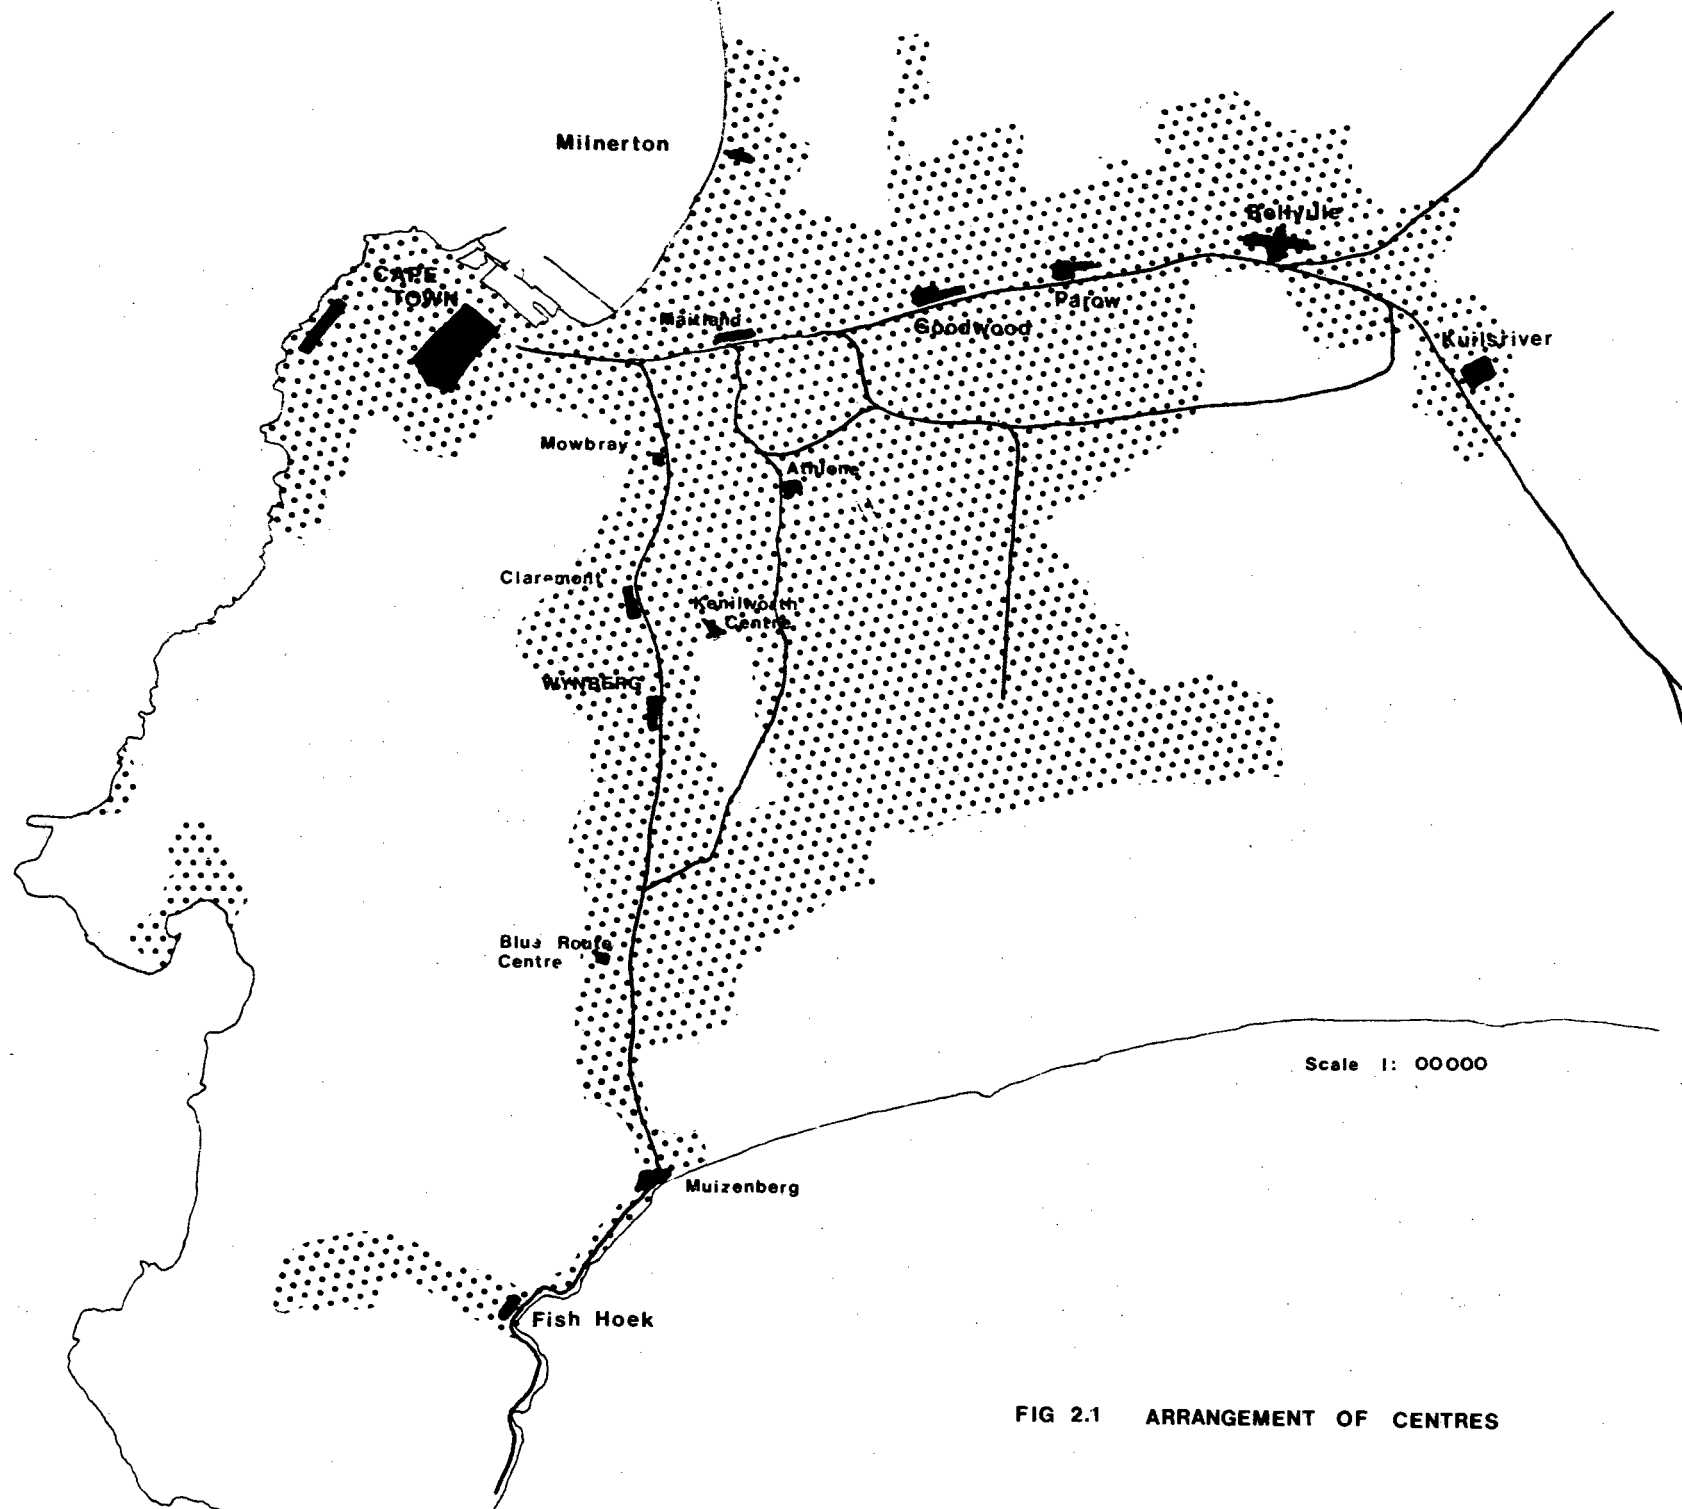 Milnerton
Bellville
CAPE
TOWN
Maitland
Parow
Goodwood
Kuilsriver
Mowbray
Athlone
Claremont
Kenilworth
Centre
WYNBERG
Blue Route
Centre
Scale 1: 00000
Muizenberg
Fish Hoek
FIG 2.1 ARRANGEMENT OF CENTRES